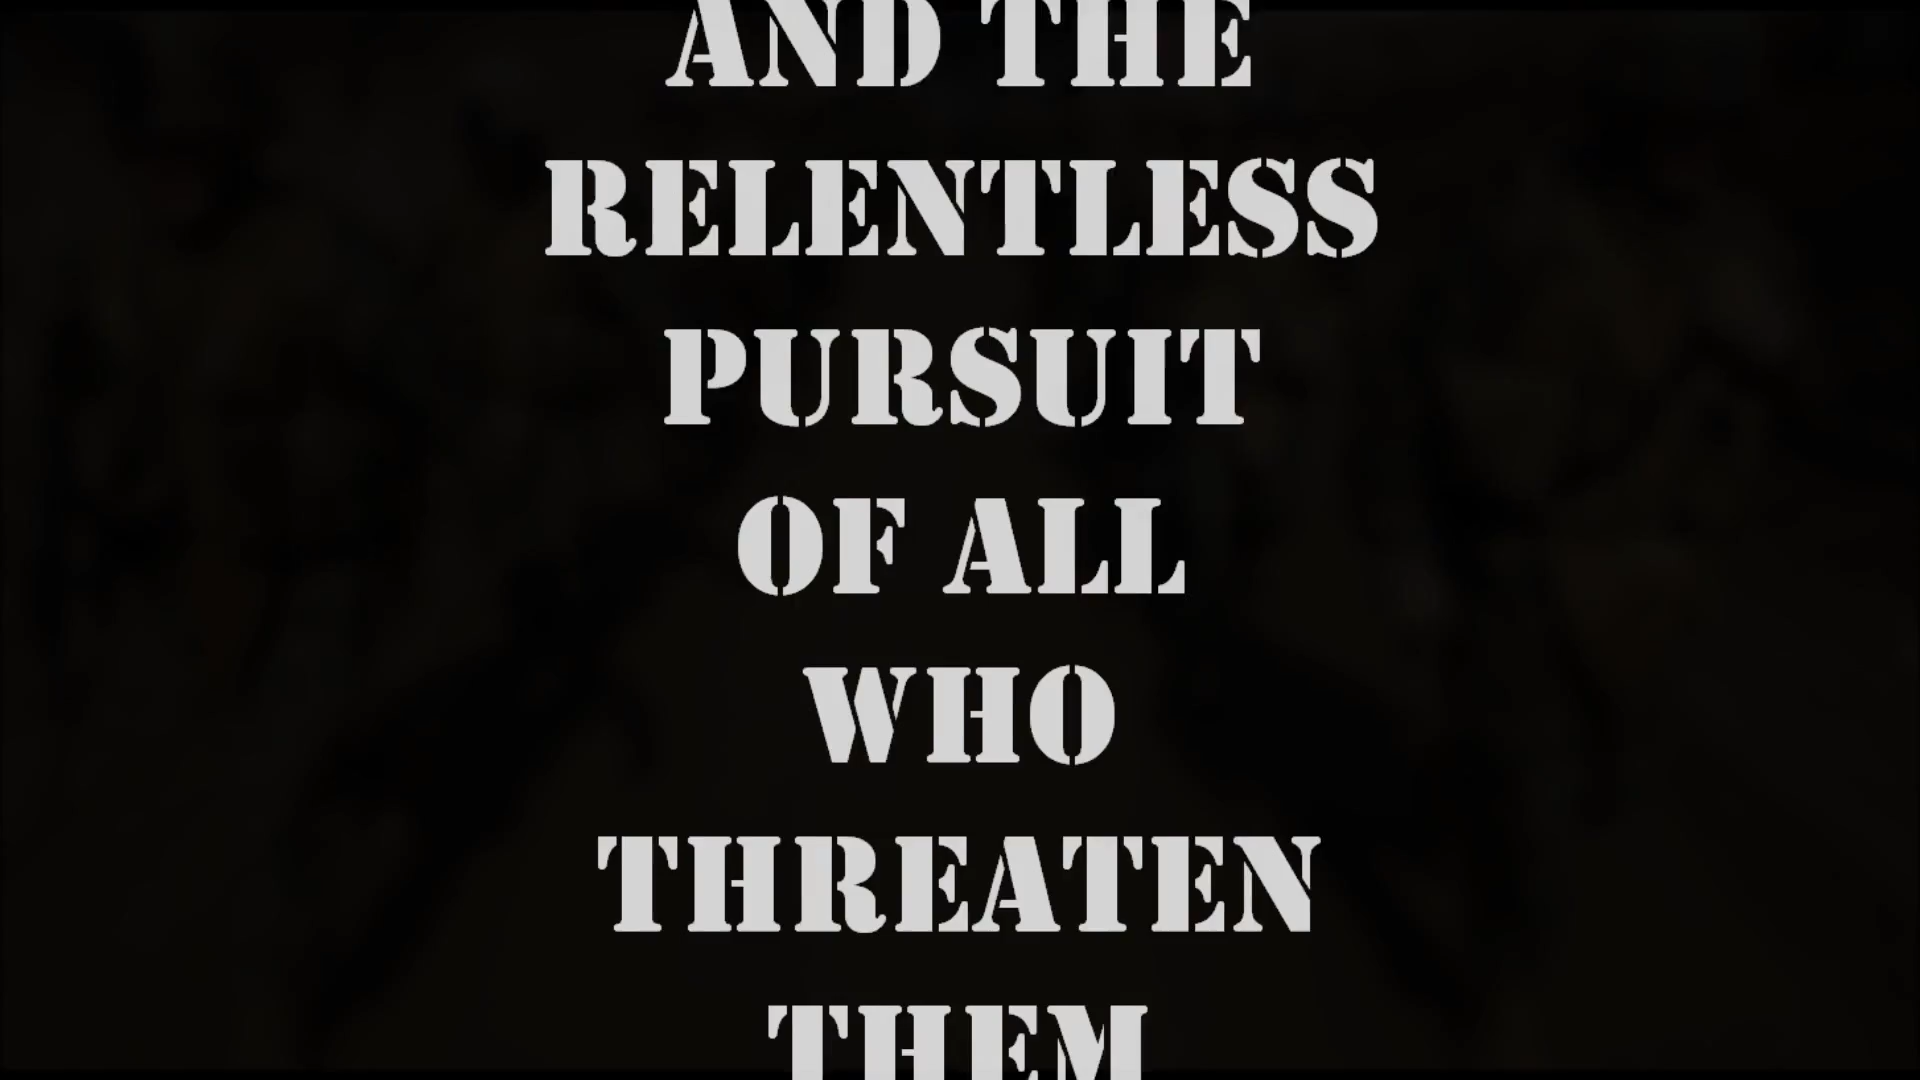 AND THE
RELENTLESS
PURSUIT
OF ALL
WHO
THREATEN
THEM